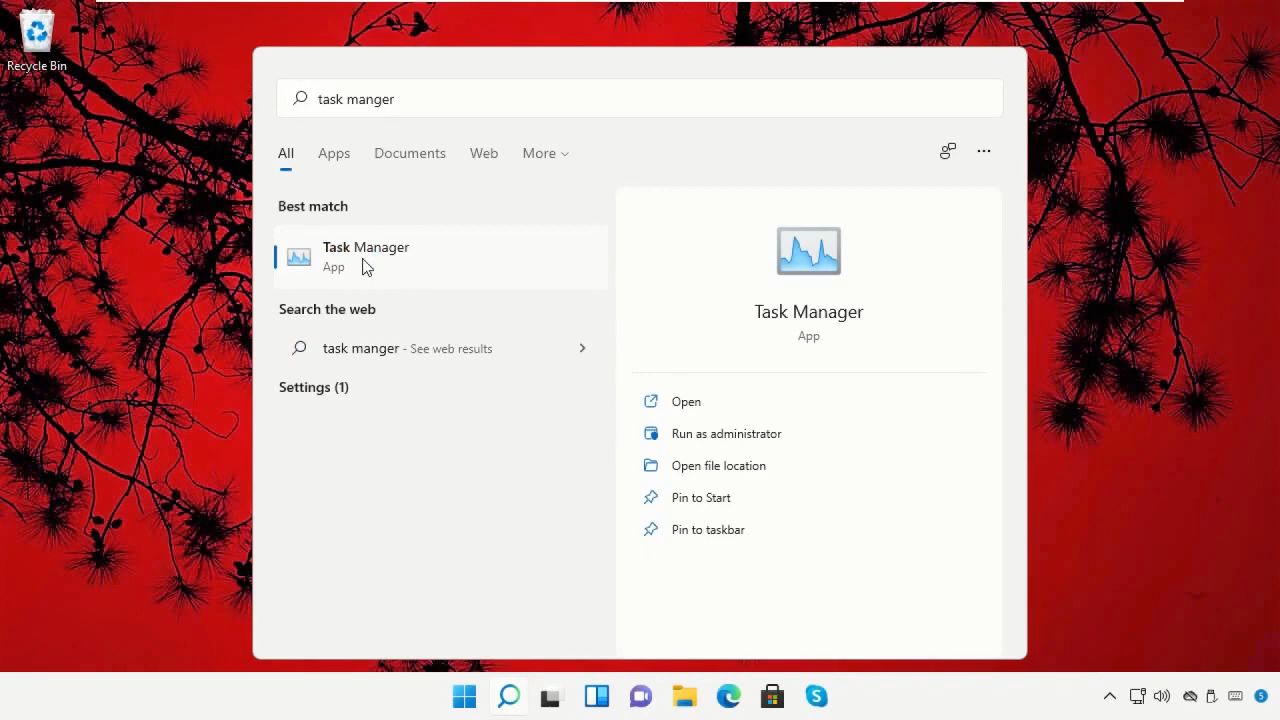 Recycle Bin
task manger
All Apps Documents Web More
Best match
Task Manager
App
Search the web
task manger - See web results
Settings (1)
Task Manager
App
Open
Run as administrator
Open file location
Pin to Start
Pin to taskbar
S
5